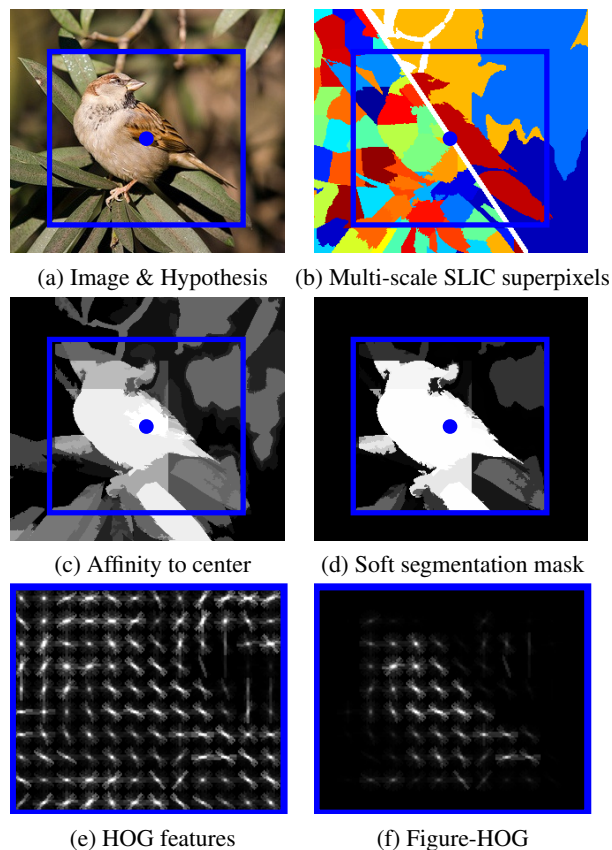 (a) Image & Hypothesis
(b) Multi-scale SLIC superpixels
(c) Affinity to center
(d) Soft segmentation mask
(e) HOG features
(f) Figure-HOG